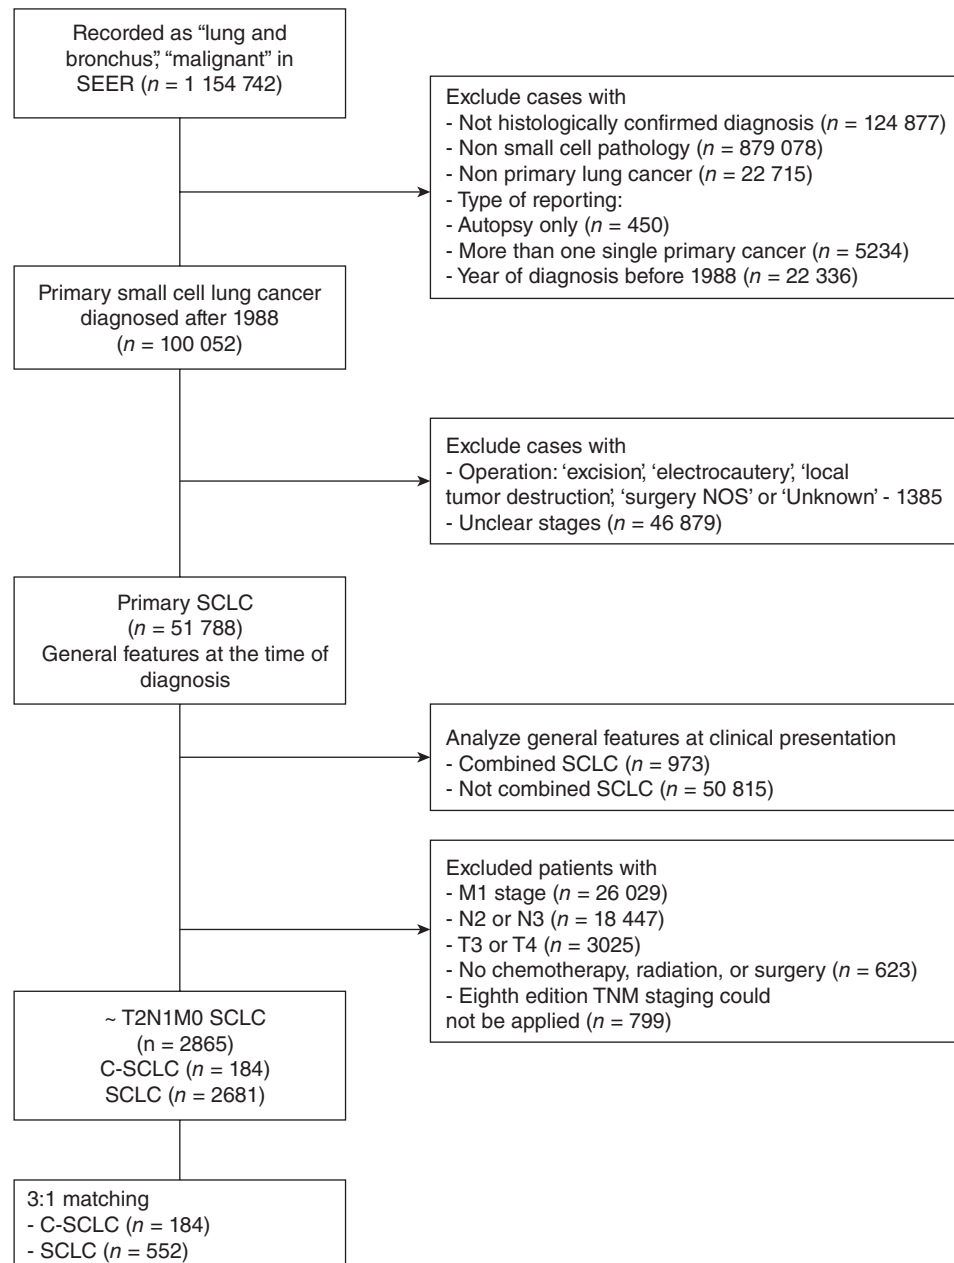 Recorded as “lung and
bronchus”, “malignant” in
SEER (n = 1 154 742)
Exclude cases with
- Not histologically confirmed diagnosis (n = 124 877)
- Non small cell pathology (n = 879 078)
- Non primary lung cancer (n = 22 715)
- Type of reporting:
- Autopsy only (n = 450)
- More than one single primary cancer (n = 5234)
- Year of diagnosis before 1988 (n = 22 336)
Primary small cell lung cancer
diagnosed after 1988
(n = 100 052)
Exclude cases with
- Operation: ‘excision’, ‘electrocautery’, ‘local
tumor destruction’, ‘surgery NOS’ or ‘Unknown’ - 1385
- Unclear stages (n = 46 879)
Primary SCLC
(n = 51 788)
General features at the time of
diagnosis
Analyze general features at clinical presentation
- Combined SCLC (n = 973)
- Not combined SCLC (n = 50 815)
Excluded patients with
- M1 stage (n = 26 029)
- N2 or N3 (n = 18 447)
- T3 or T4 (n = 3025)
- No chemotherapy, radiation, or surgery (n = 623)
- Eighth edition TNM staging could
not be applied (n = 799)
~ T2N1M0 SCLC
(n = 2865)
C-SCLC (n = 184)
SCLC (n = 2681)
3:1 matching
- C-SCLC (n = 184)
- SCLC (n = 552)